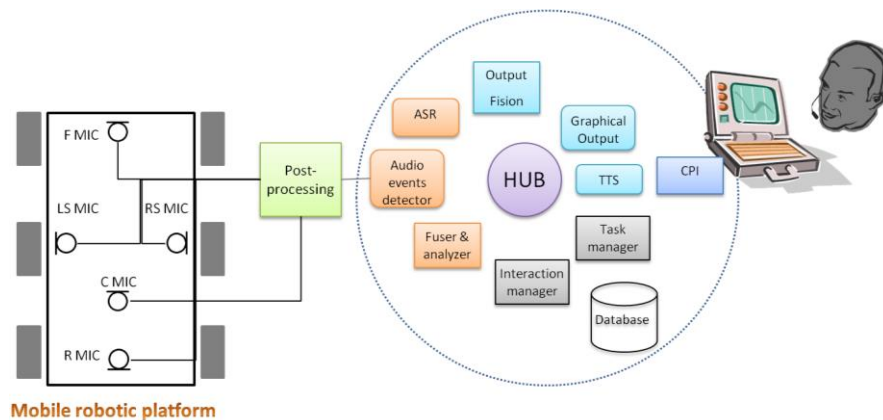 F MIC
LS MIC
RS MIC
C MIC
R MIC
Mobile robotic platform
Post-
processing
ASR
Audio
events
detector
Fuser &
analyzer
Output
Fision
Graphical
Output
HUB
TTS
CPI
Task
manager
Interaction
manager
Database